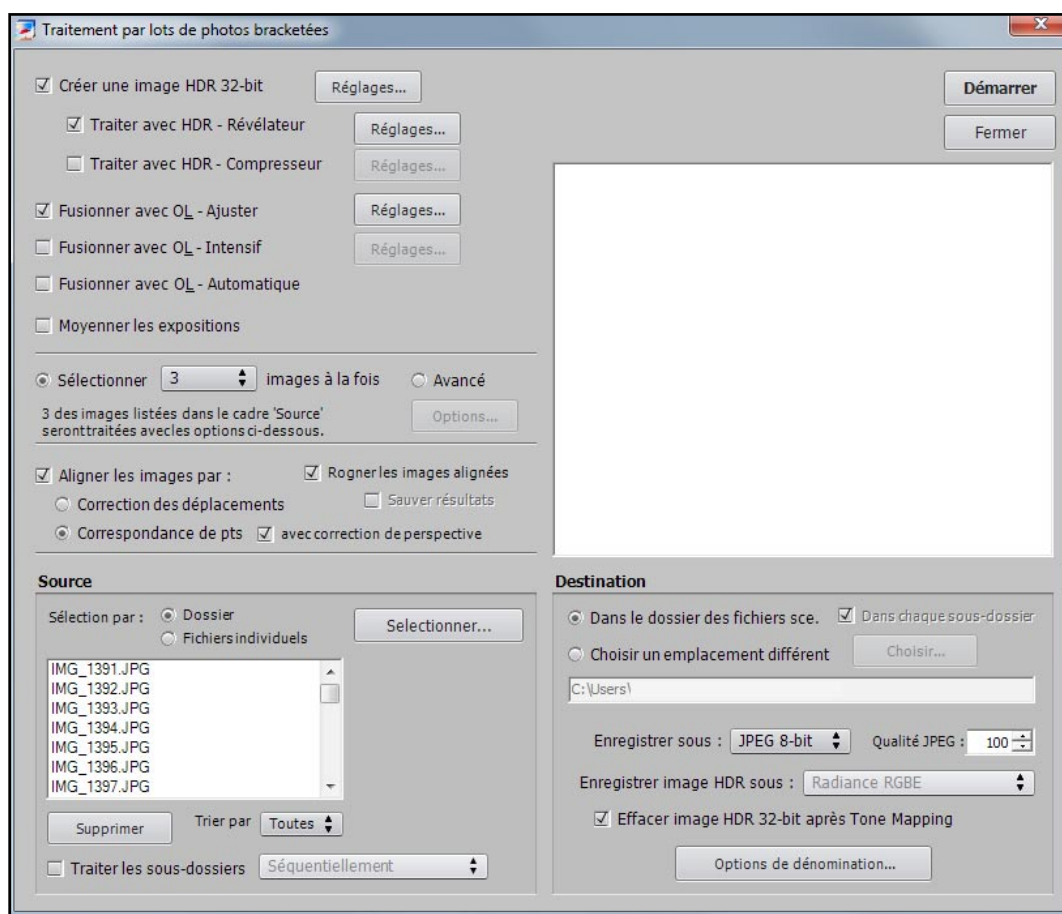 Traitement par lots de photos bracketées
Créer une image HDR 32-bit
Réglages...
Démarrer
Traiter avec HDR - Révélateur
Réglages...
Fermer
Traiter avec HDR - Compresseur
Réglages...
Fusionner avec OL - Ajuster
Réglages...
Fusionner avec OL - Intensif
Réglages...
Fusionner avec OL - Automatique
Moyenner les expositions
Sélectionner 3 images à la fois
Avancé
3 des images listées dans le cadre 'Source'
seronttraitées avecles options ci-dessous.
Options...
Aligner les images par :
Rogner les images alignées
Correction des déplacements
Sauver résultats
Correspondance de pts
avec correction de perspective
Source
Sélection par :
Dossier
Fichiers individuels
Selectionner...
IMG_1391.JPG
IMG_1392.JPG
IMG_1393.JPG
IMG_1394.JPG
IMG_1395.JPG
IMG_1396.JPG
IMG_1397.JPG
Supprimer
Trier par
Toutes
Traiter les sous-dossiers
Séquentiellement
Destination
Dans le dossier des fichiers sce.
Dans chaque sous-dossier
Choisir un emplacement différent
Choisir...
C:\Users\
Enregistrer sous :
JPEG 8-bit
Qualité JPEG :
100
Enregistrer image HDR sous :
Radiance RGBE
Effacer image HDR 32-bit après Tone Mapping
Options de dénomination...